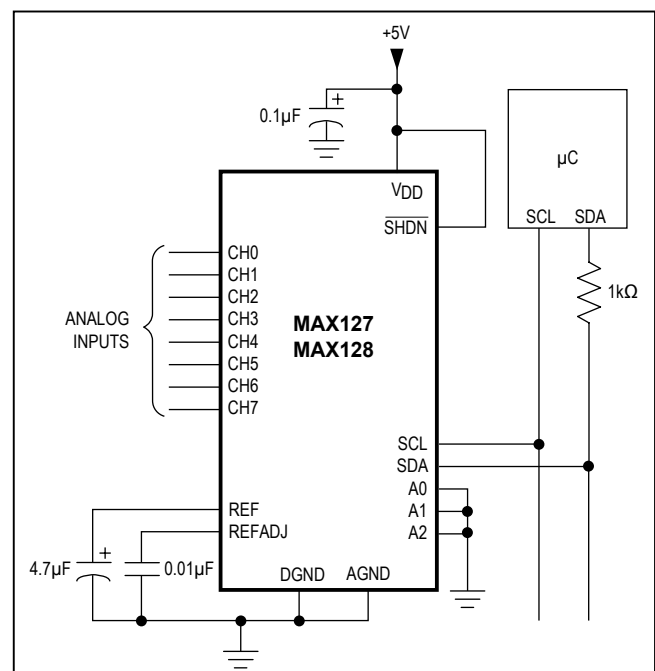 +5V
0.1µF
+
µC
VDD
SHDN
SCL
SDA
1kΩ
CH0
CH1
CH2
CH3
CH4
CH5
CH6
CH7
ANALOG
INPUTS
MAX127
MAX128
SCL
SDA
A0
A1
A2
REF
REFADJ
4.7µF
+
0.01µF
DGND
AGND